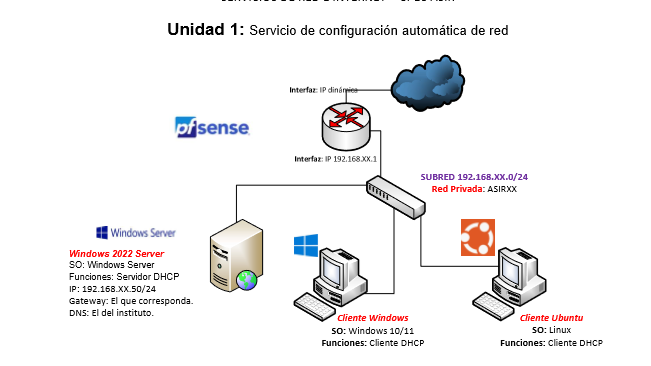 Unidad 1: Servicio de configuración automática de red
Interfaz: IP dinámica
pfsense
Interfaz: IP 192.168.XX.1
SUBRED 192.168.XX.0/24
Red Privada: ASIRXX
Windows Server
Windows 2022 Server
SO: Windows Server
Funciones: Servidor DHCP
IP: 192.168.XX.50/24
Gateway: El que corresponda.
DNS: El del instituto.
Cliente Windows
SO: Windows 10/11
Funciones: Cliente DHCP
Cliente Ubuntu
SO: Linux
Funciones: Cliente DHCP